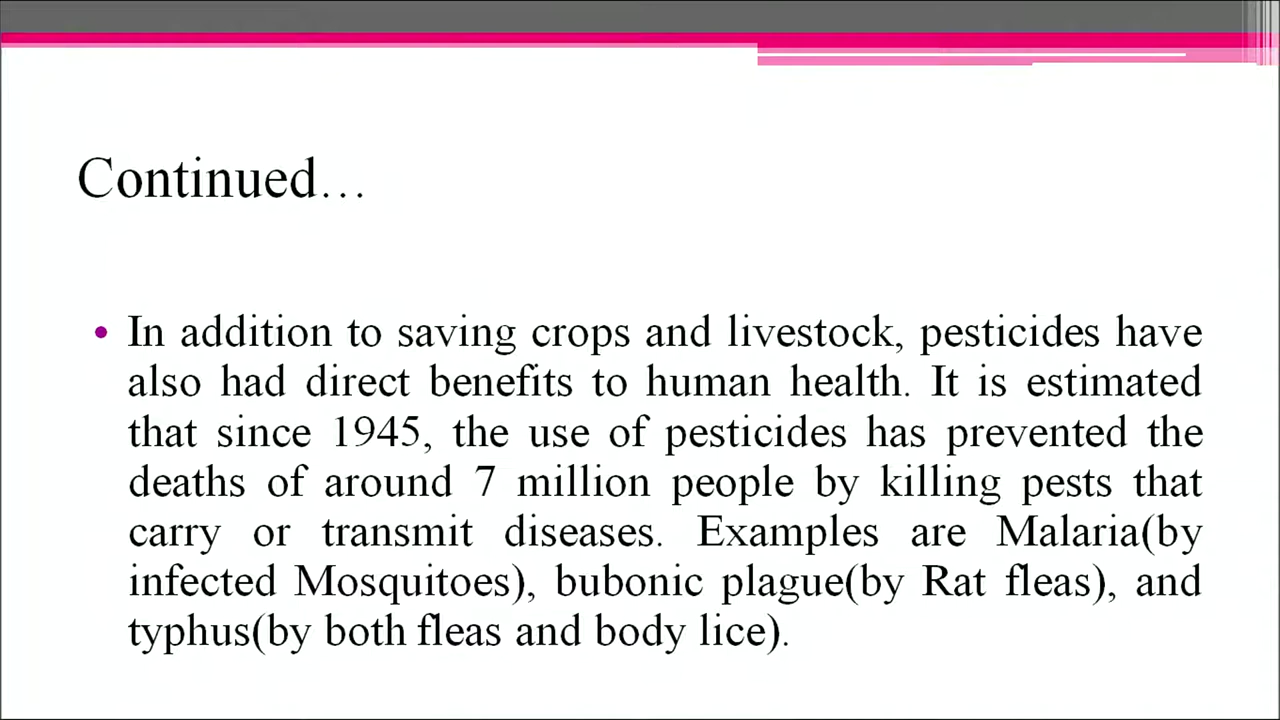 Continued…
• In addition to saving crops and livestock, pesticides have
also had direct benefits to human health. It is estimated
that since 1945, the use of pesticides has prevented the
deaths of around 7 million people by killing pests that
carry or transmit diseases. Examples are Malaria(by
infected Mosquitoes), bubonic plague(by Rat fleas), and
typhus(by both fleas and body lice).